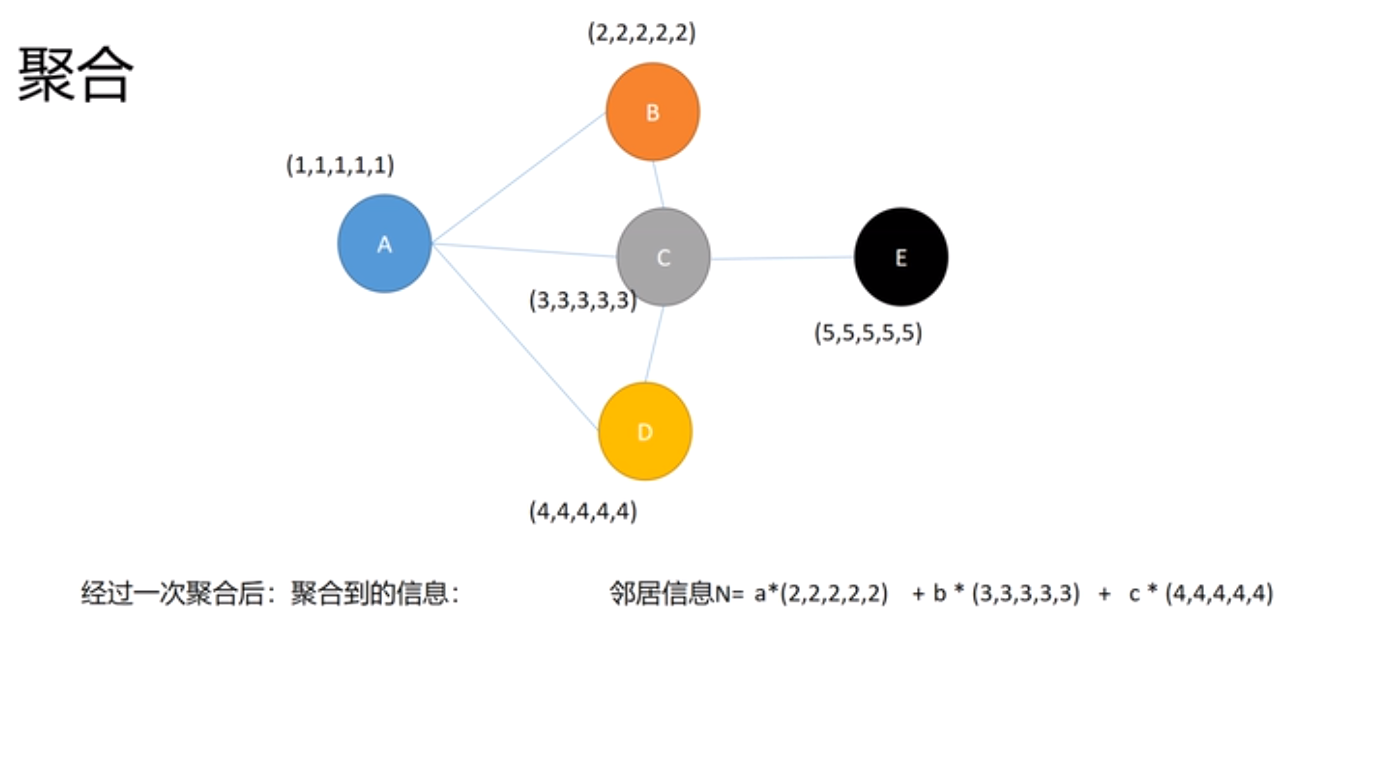 聚合
(2,2,2,2,2)
B
(1,1,1,1,1)
A
C
E
(3,3,3,3,3)
(5,5,5,5,5)
D
(4,4,4,4,4)
经过一次聚合后：聚合到的信息： 邻居信息N= a*(2,2,2,2,2) + b * (3,3,3,3,3) + c * (4,4,4,4,4)